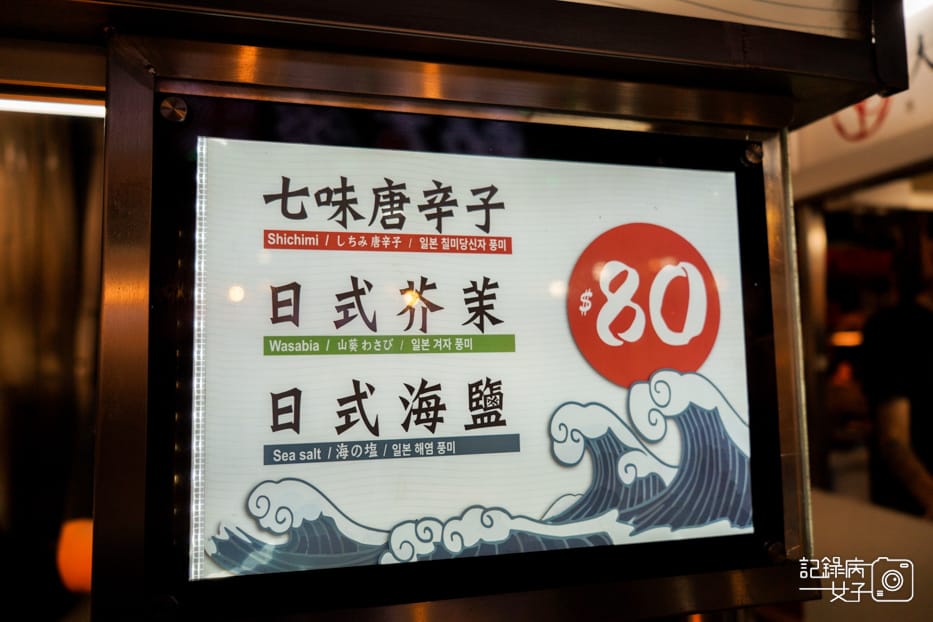 七味唐辛子
Shichimi / しちみ 唐辛子 / 일본 칠미당신자 풍미
日式芥茉
Wasabia / 山葵 わさび / 일본 겨자 풍미
日式海鹽
Sea salt / 海の塩 / 일본 해염 풍미
$80
記錄病
女子